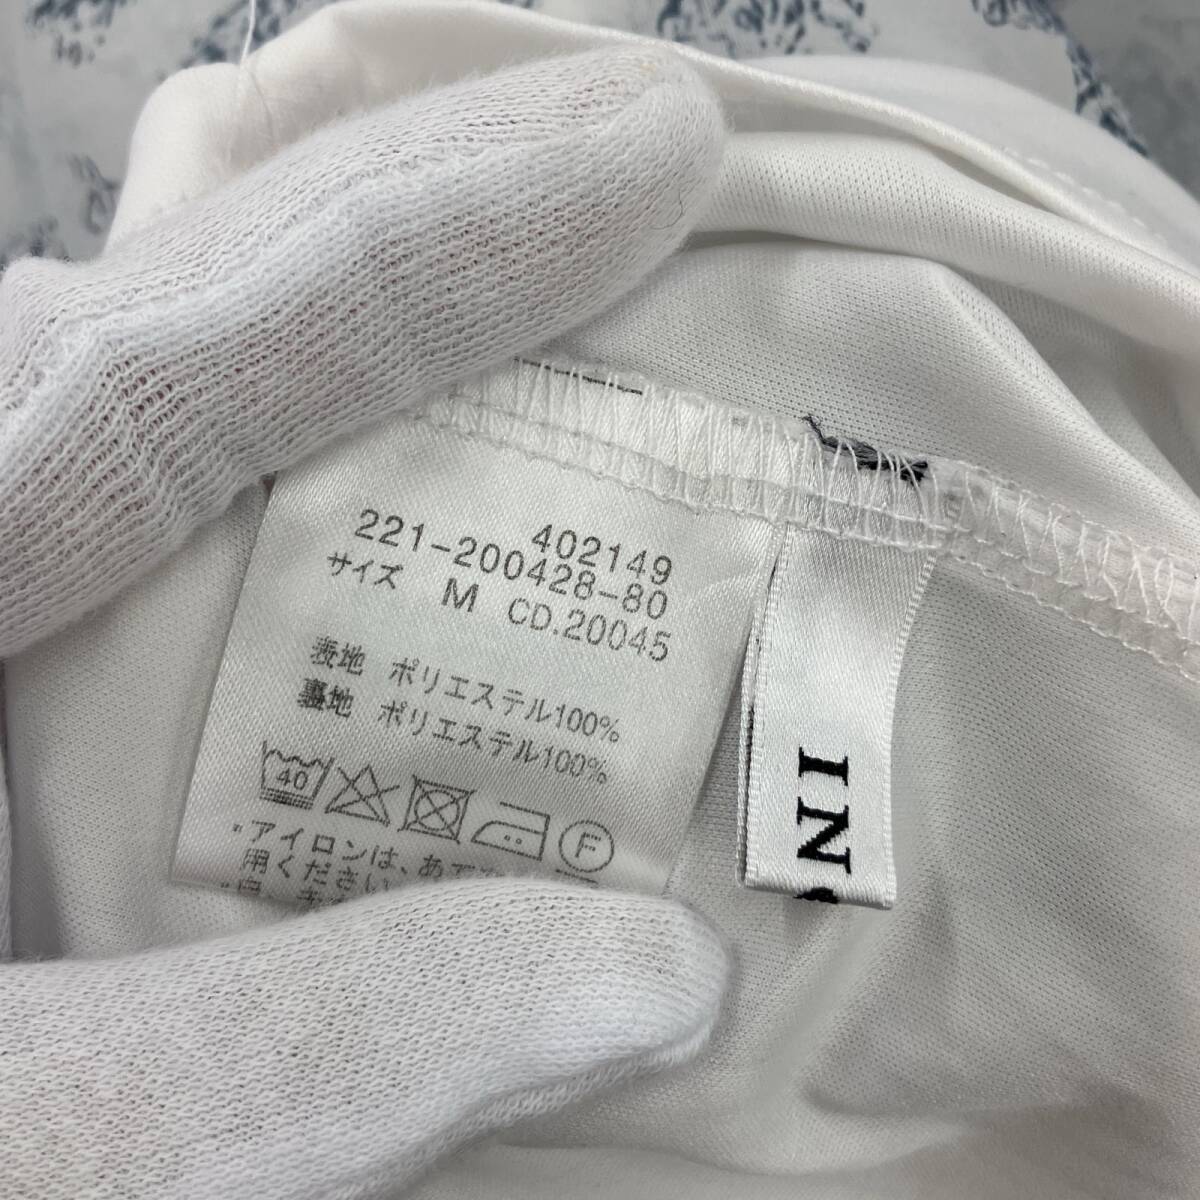 402149
221-200428-80
サイズ M CD.20045
表地 ポリエステル100%
裏地 ポリエステル100%
40
F
"アイロンは、あて
用ください
INI